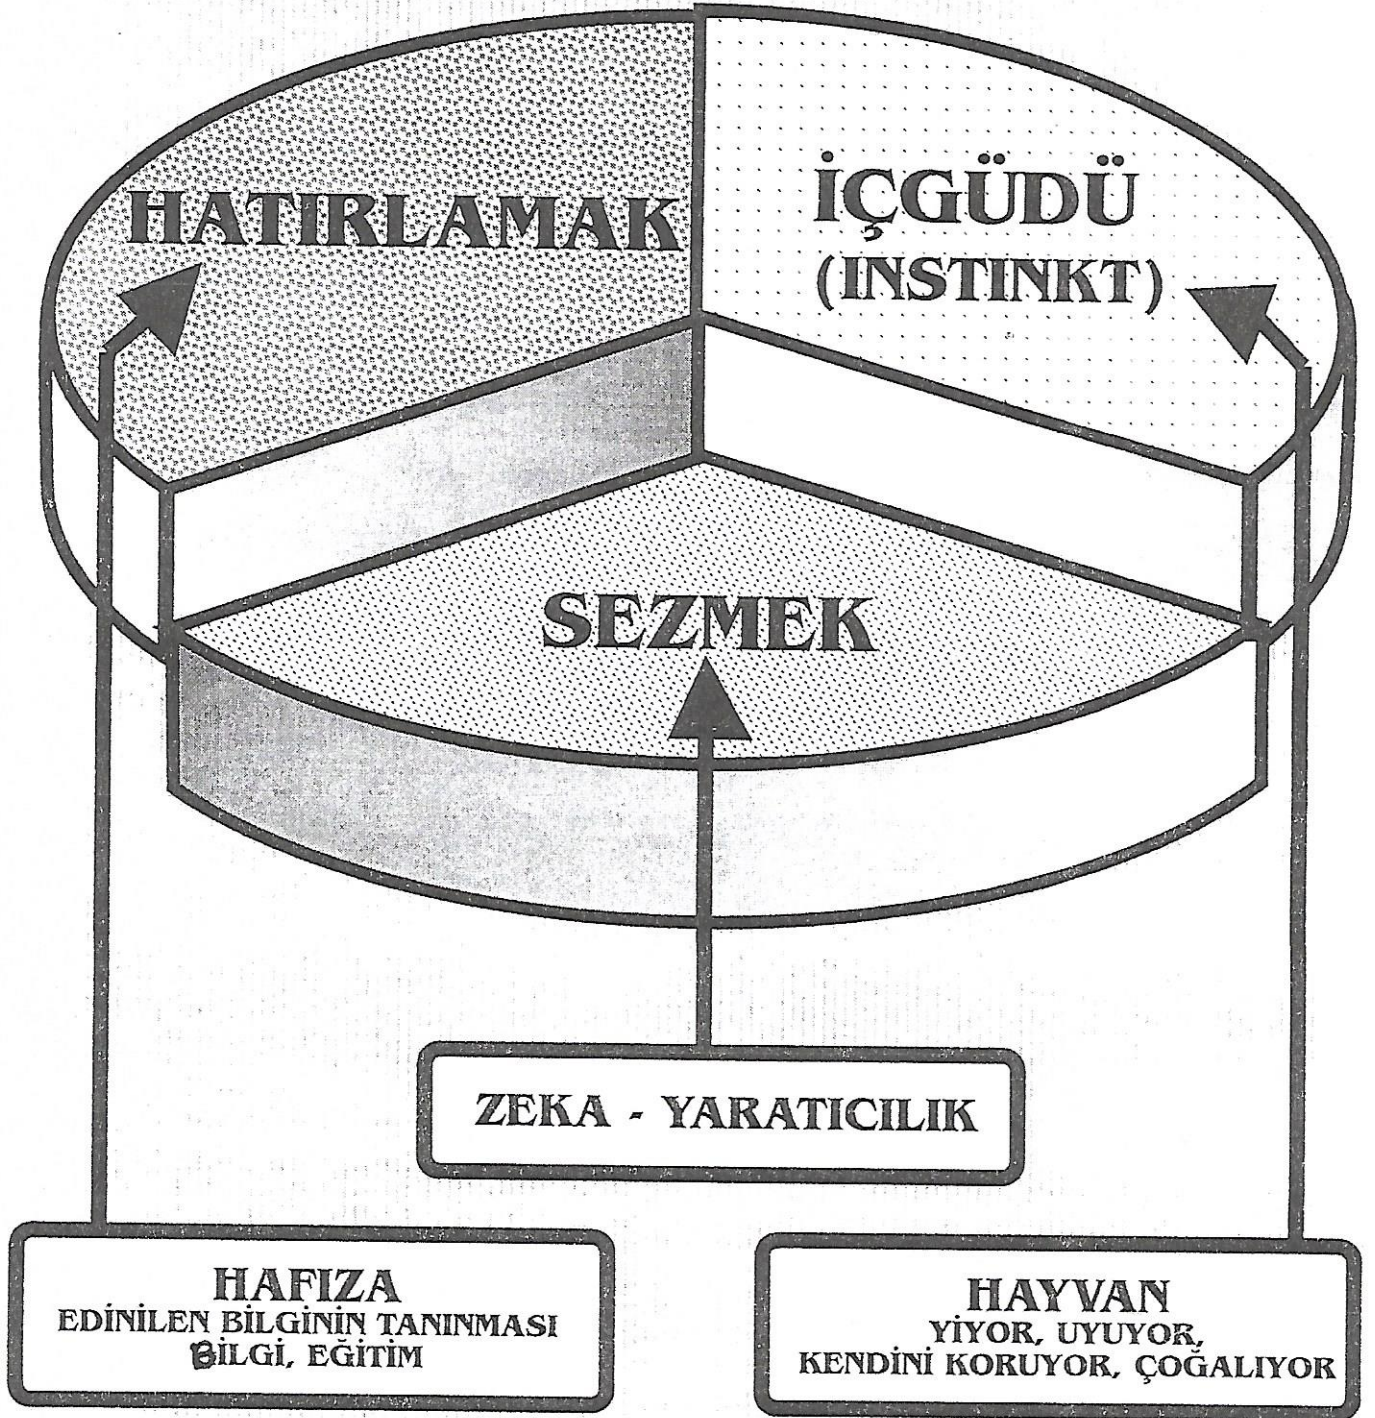 HATIRLAMAK
İÇGÜDÜ
(INSTINKT)
SEZMEK
ZEKA - YARATICILIK
HAFIZA
EDİNİLEN BİLGİNİN TANINMASI
BİLGİ, EĞİTİM
HAYVAN
YİYOR, UYUYOR,
KENDİNİ KORUYOR, ÇOĞALIYOR